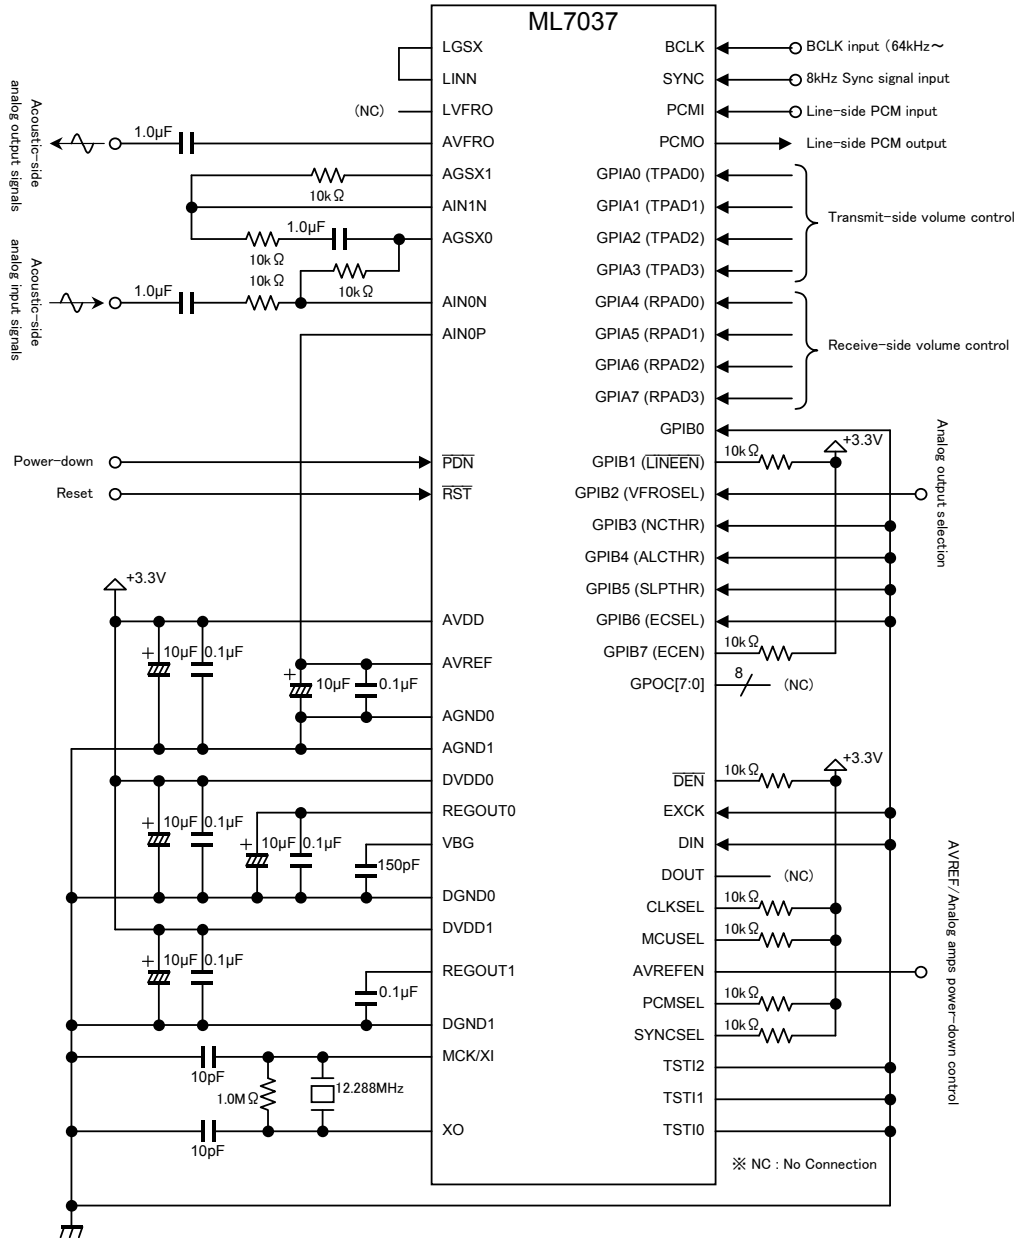 ML7037
LGSX
LINN
(NC)
LVFRO
1.0µF
AVFRO
Acoustic-side
analog output signals
AGSX1
10kΩ
AIN1N
1.0µF
AGSX0
10kΩ
10kΩ
10kΩ
1.0µF
AIN0N
Acoustic-side
analog input signals
AIN0P
Power-down
PDN
Reset
RST
+3.3V
AVDD
+ 10µF 0.1µF
AVREF
+ 10µF 0.1µF
AGND0
AGND1
DVDD0
REGOUT0
+ 10µF 0.1µF
+ 10µF 0.1µF
VBG
150pF
DGND0
DVDD1
+ 10µF 0.1µF
REGOUT1
0.1µF
DGND1
MCK/XI
10pF
1.0MΩ
12.288MHz
XO
10pF
BCLK
BCLK input (64kHz～
SYNC
8kHz Sync signal input
PCMI
Line-side PCM input
PCMO
Line-side PCM output
GPIA0 (TPAD0)
GPIA1 (TPAD1)
GPIA2 (TPAD2)
GPIA3 (TPAD3)
Transmit-side volume control
GPIA4 (RPAD0)
GPIA5 (RPAD1)
GPIA6 (RPAD2)
GPIA7 (RPAD3)
Receive-side volume control
GPIB0
+3.3V
GPIB1 (LINEEN)
10kΩ
GPIB2 (VFROSEL)
Analog output selection
GPIB3 (NCTHR)
GPIB4 (ALCTHR)
GPIB5 (SLPTHR)
GPIB6 (ECSEL)
GPIB7 (ECEN)
10kΩ
GPOC[7:0]
8
(NC)
+3.3V
DEN
10kΩ
EXCK
DIN
DOUT
(NC)
CLKSEL
10kΩ
MCUSEL
10kΩ
AVREFEN
AVREF/Analog amps power-down control
PCMSEL
10kΩ
SYNCSEL
10kΩ
TSTI2
TSTI1
TSTI0
※ NC : No Connection